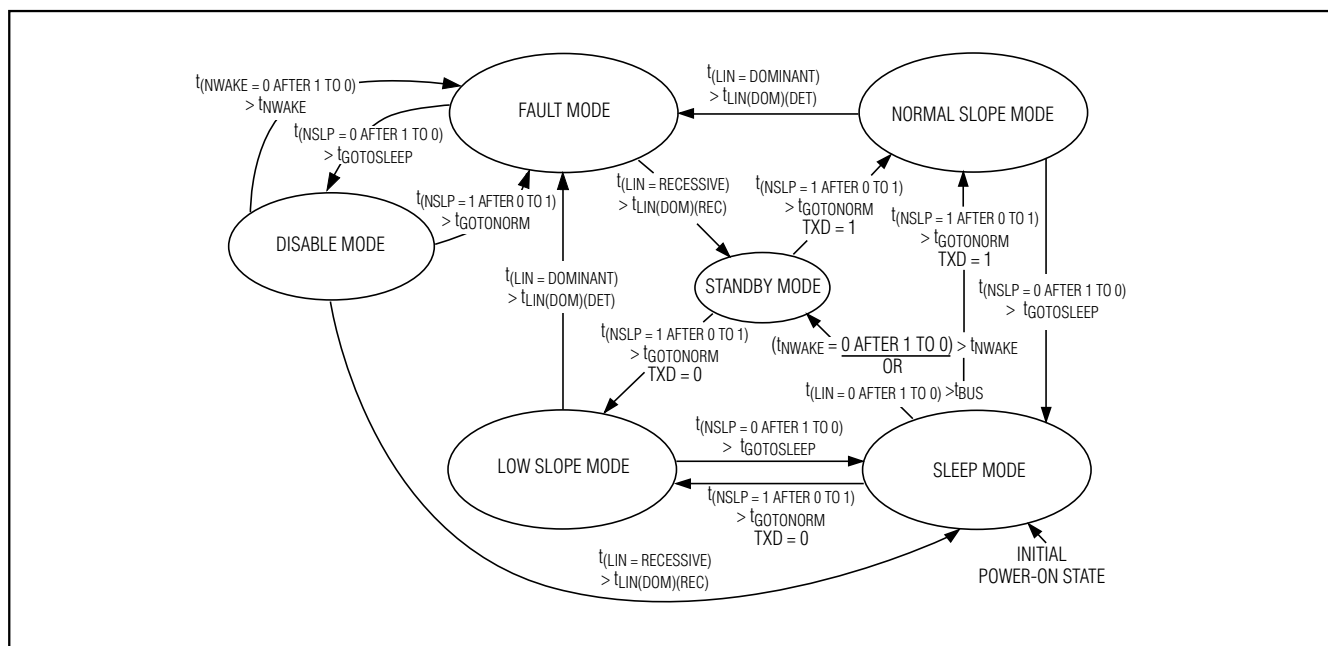 t(NWAKE = 0 AFTER 1 TO 0)
> tNWAKE
FAULT MODE
t(LIN = DOMINANT)
> tLIN(DOM)(DET)
NORMAL SLOPE MODE
t(NSLP = 0 AFTER 1 TO 0)
> tGOTOSLEEP
t(LIN = RECESSIVE)
> tLIN(DOM)(REC)
t(NSLP = 1 AFTER 0 TO 1)
> tGOTONORM
TXD = 1
t(NSLP = 1 AFTER 0 TO 1)
> tGOTONORM
t(NSLP = 1 AFTER 0 TO 1)
> tGOTONORM
TXD = 1
DISABLE MODE
t(LIN = DOMINANT)
> tLIN(DOM)(DET)
STANDBY MODE
t(NSLP = 0 AFTER 1 TO 0)
> tGOTOSLEEP
t(NSLP = 1 AFTER 0 TO 1)
> tGOTONORM
TXD = 0
(tNWAKE = 0 AFTER 1 TO 0) > tNWAKE
OR
t(LIN = 0 AFTER 1 TO 0) >tBUS
LOW SLOPE MODE
t(NSLP = 0 AFTER 1 TO 0)
> tGOTOSLEEP
SLEEP MODE
t(NSLP = 1 AFTER 0 TO 1)
> tGOTONORM
TXD = 0
t(LIN = RECESSIVE)
> tLIN(DOM)(REC)
INITIAL
POWER-ON STATE